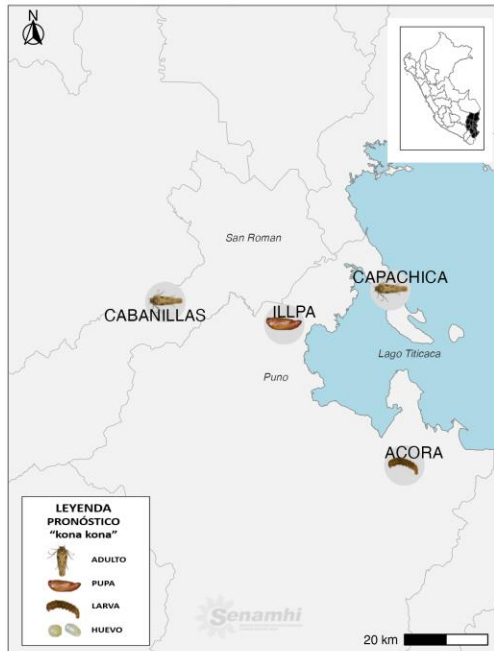 N
San Roman
CAPACHICA
CABANILLAS
ILLPA
Lago Titicaca
Puno
ACORA
LEYENDA
PRONÓSTICO
“kona kona”
ADULTO
PUPA
LARVA
HUEVO
Senamhi
20 km